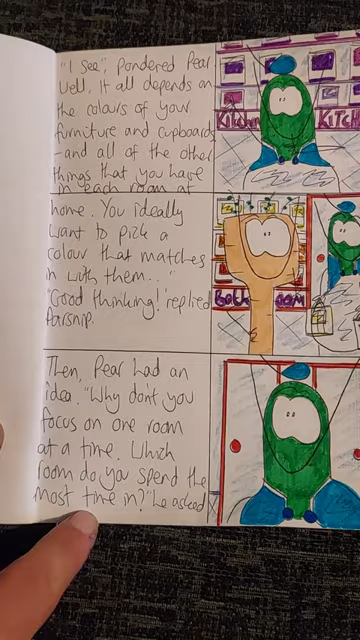 "I see", pondered Pear
Well, it all depends on
the colours of your
furniture and cupboards
-and all of the other
things that you have
in each room at
home. You ideally
want to pick a
colour that matches
in with them..."
"Good thinking!' replied
Parsnip.
Then, Pear had an
idea. "Why don't you
focus on one room
at a time. Which
room do you spend the
most time in?" he asked
Kitchen
KITCH
Bath
oom